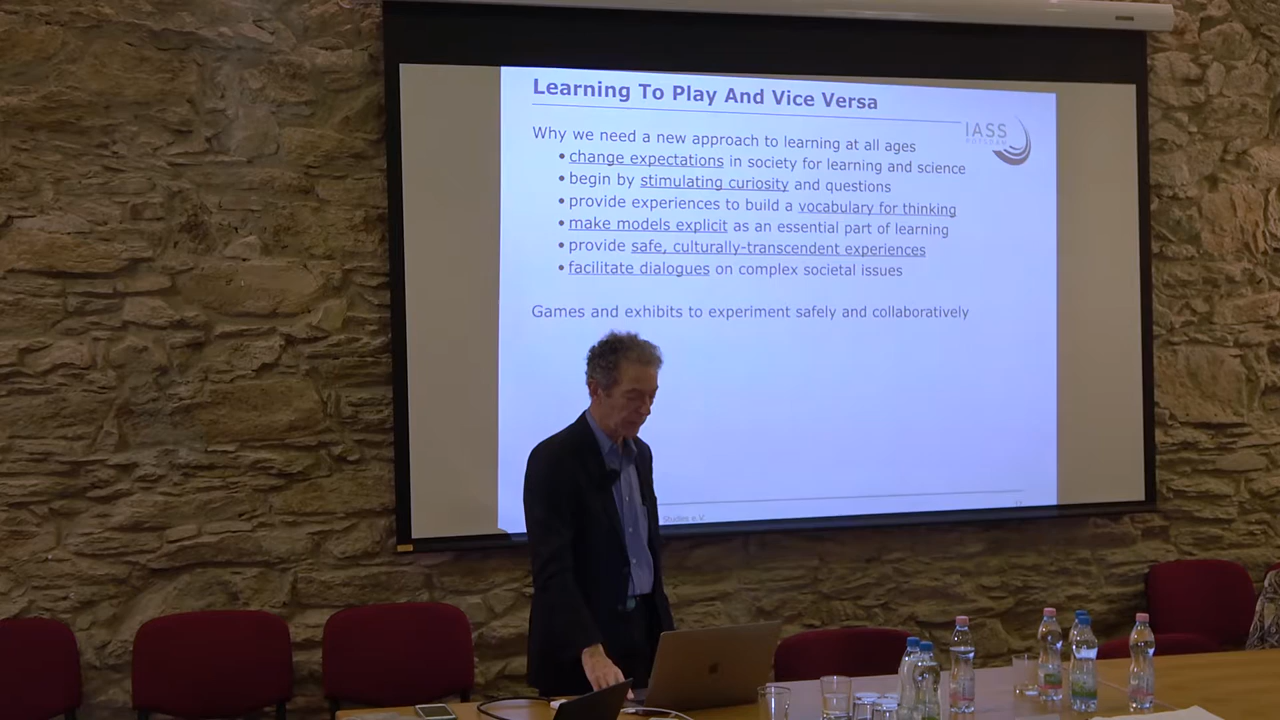 Learning To Play And Vice Versa
IASS
POTSDAM
Why we need a new approach to learning at all ages
• change expectations in society for learning and science
• begin by stimulating curiosity and questions
• provide experiences to build a vocabulary for thinking
• make models explicit as an essential part of learning
• provide safe, culturally-transcendent experiences
• facilitate dialogues on complex societal issues
Games and exhibits to experiment safely and collaboratively
Studies e.V.